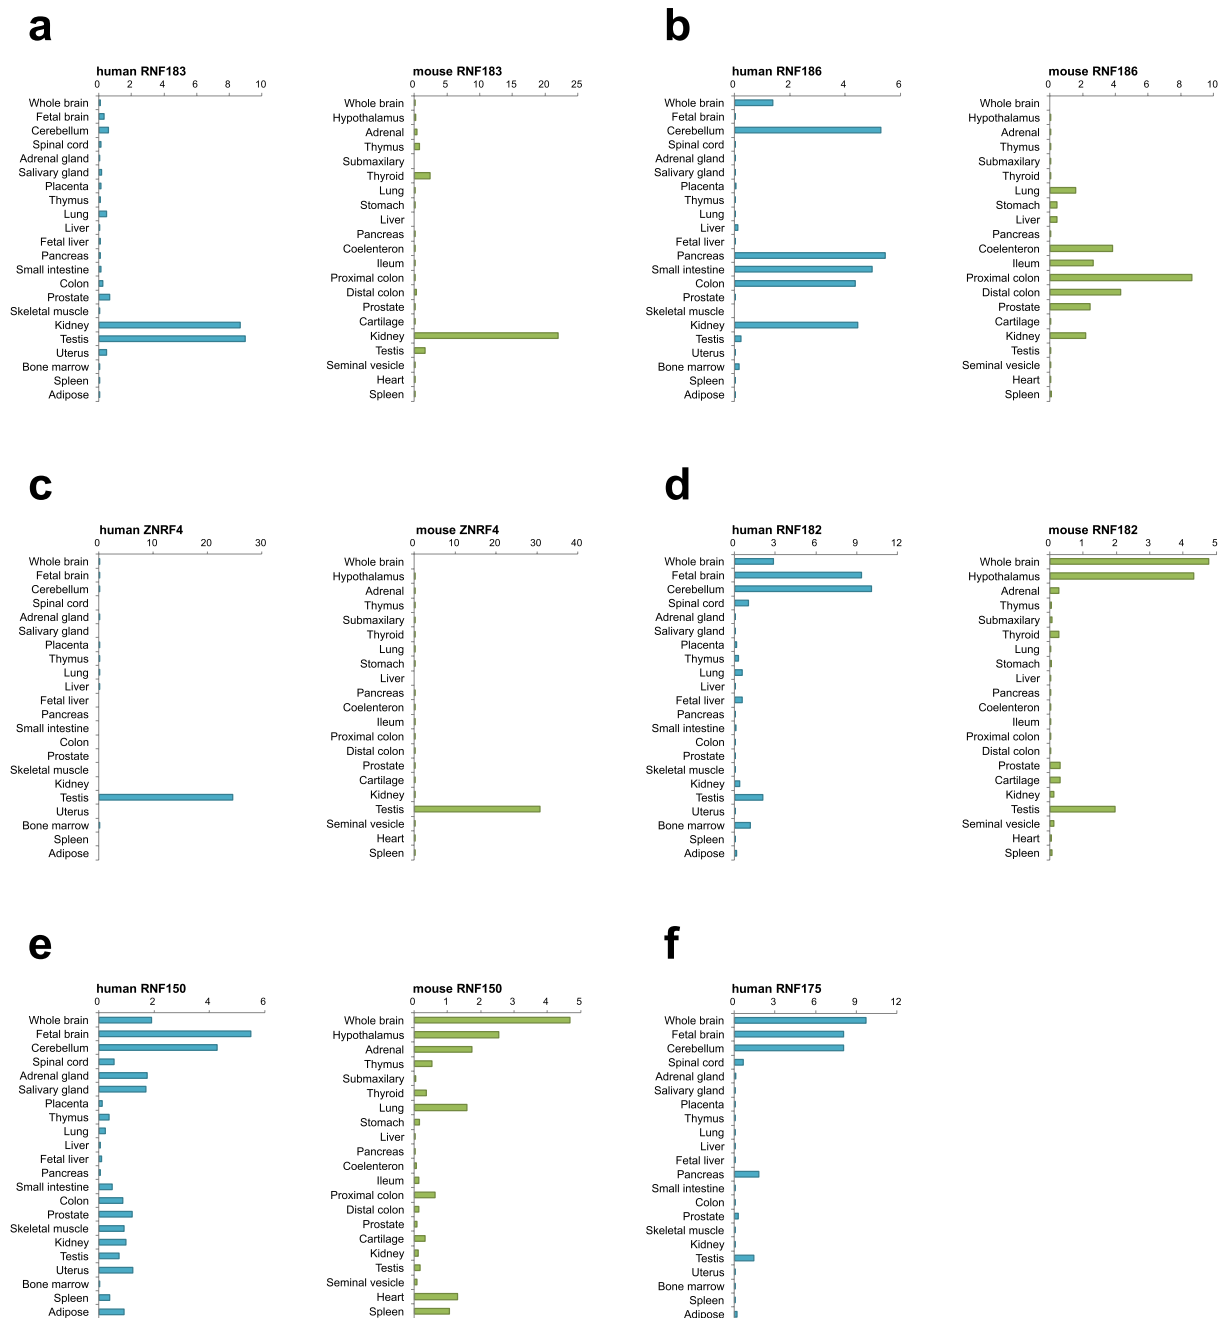 a
human RNF183
0 2 4 6 8 10
Whole brain
Fetal brain
Cerebellum
Spinal cord
Adrenal gland
Salivary gland
Placenta
Thymus
Lung
Liver
Fetal liver
Pancreas
Small intestine
Colon
Prostate
Skeletal muscle
Kidney
Testis
Uterus
Bone marrow
Spleen
Adipose
mouse RNF183
0 5 10 15 20 25
Whole brain
Hypothalamus
Adrenal
Thymus
Submaxilary
Thyroid
Lung
Stomach
Liver
Pancreas
Coelenteron
Ileum
Proximal colon
Distal colon
Prostate
Cartilage
Kidney
Testis
Seminal vesicle
Heart
Spleen
b
human RNF186
0 2 4 6
Whole brain
Fetal brain
Cerebellum
Spinal cord
Adrenal gland
Salivary gland
Placenta
Thymus
Lung
Liver
Fetal liver
Pancreas
Small intestine
Colon
Prostate
Skeletal muscle
Kidney
Testis
Uterus
Bone marrow
Spleen
Adipose
mouse RNF186
0 2 4 6 8 10
Whole brain
Hypothalamus
Adrenal
Thymus
Submaxilary
Thyroid
Lung
Stomach
Liver
Pancreas
Coelenteron
Ileum
Proximal colon
Distal colon
Prostate
Cartilage
Kidney
Testis
Seminal vesicle
Heart
Spleen
c
human ZNRF4
0 10 20 30
Whole brain
Fetal brain
Cerebellum
Spinal cord
Adrenal gland
Salivary gland
Placenta
Thymus
Lung
Liver
Fetal liver
Pancreas
Small intestine
Colon
Prostate
Skeletal muscle
Kidney
Testis
Uterus
Bone marrow
Spleen
Adipose
mouse ZNRF4
0 10 20 30 40
Whole brain
Hypothalamus
Adrenal
Thymus
Submaxilary
Thyroid
Lung
Stomach
Liver
Pancreas
Coelenteron
Ileum
Proximal colon
Distal colon
Prostate
Cartilage
Kidney
Testis
Seminal vesicle
Heart
Spleen
d
human RNF182
0 3 6 9 12
Whole brain
Fetal brain
Cerebellum
Spinal cord
Adrenal gland
Salivary gland
Placenta
Thymus
Lung
Liver
Fetal liver
Pancreas
Small intestine
Colon
Prostate
Skeletal muscle
Kidney
Testis
Uterus
Bone marrow
Spleen
Adipose
mouse RNF182
0 1 2 3 4 5
Whole brain
Hypothalamus
Adrenal
Thymus
Submaxilary
Thyroid
Lung
Stomach
Liver
Pancreas
Coelenteron
Ileum
Proximal colon
Distal colon
Prostate
Cartilage
Kidney
Testis
Seminal vesicle
Heart
Spleen
e
human RNF150
0 2 4 6
Whole brain
Fetal brain
Cerebellum
Spinal cord
Adrenal gland
Salivary gland
Placenta
Thymus
Lung
Liver
Fetal liver
Pancreas
Small intestine
Colon
Prostate
Skeletal muscle
Kidney
Testis
Uterus
Bone marrow
Spleen
Adipose
mouse RNF150
0 1 2 3 4 5
Whole brain
Hypothalamus
Adrenal
Thymus
Submaxilary
Thyroid
Lung
Stomach
Liver
Pancreas
Coelenteron
Ileum
Proximal colon
Distal colon
Prostate
Cartilage
Kidney
Testis
Seminal vesicle
Heart
Spleen
f
human RNF175
0 3 6 9 12
Whole brain
Fetal brain
Cerebellum
Spinal cord
Adrenal gland
Salivary gland
Placenta
Thymus
Lung
Liver
Fetal liver
Pancreas
Small intestine
Colon
Prostate
Skeletal muscle
Kidney
Testis
Uterus
Bone marrow
Spleen
Adipose